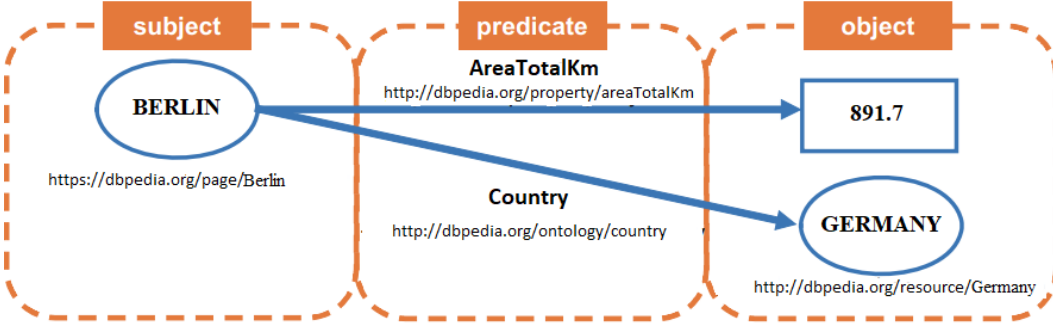 subject
predicate
object
AreaTotalKm
http://dbpedia.org/property/areaTotalKm
BERLIN
891.7
https://dbpedia.org/page/Berlin
Country
GERMANY
http://dbpedia.org/ontology/country
http://dbpedia.org/resource/Germany